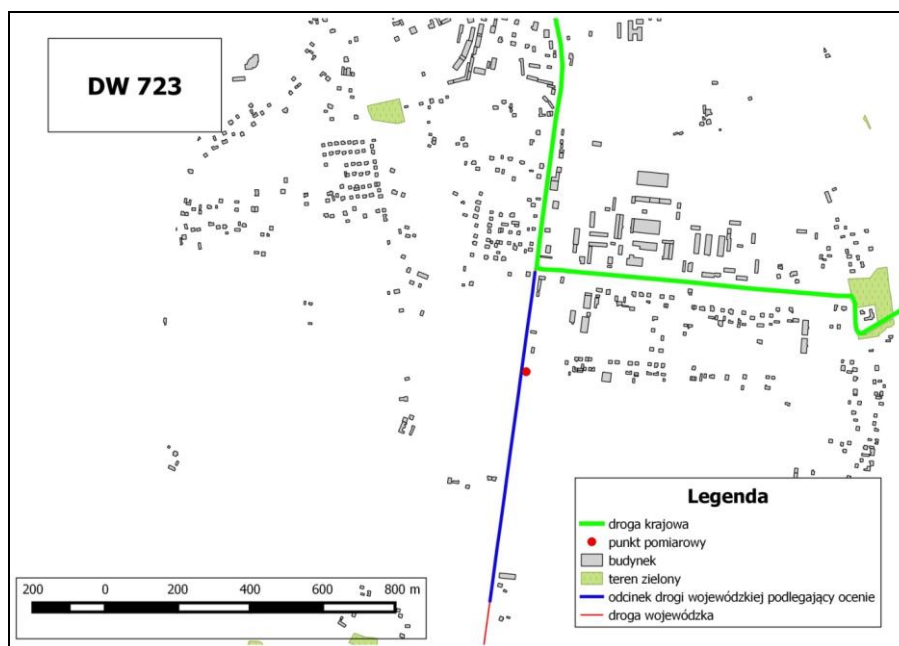 DW 723
Legenda
droga krajowa
punkt pomiarowy
budynek
teren zielony
odcinek drogi wojewódzkiej podlegający ocenie
droga wojewódzka
200 0 200 400 600 800 m